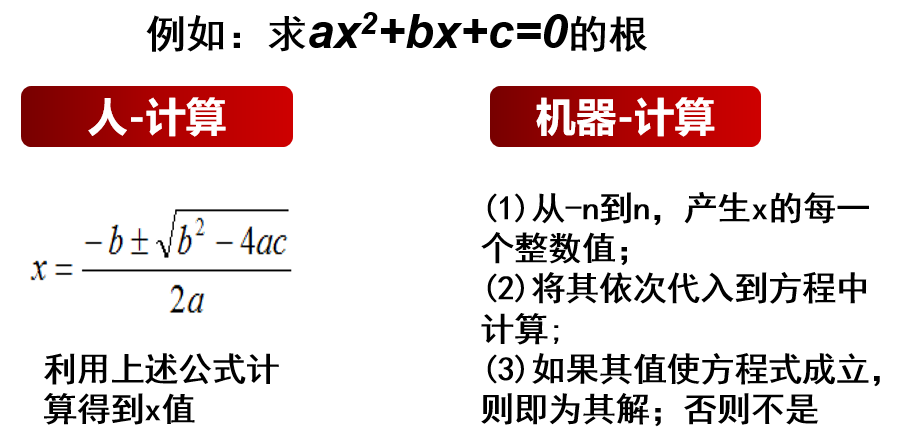 例如：求ax²+bx+c=0的根
人-计算
x = \frac{-b \pm \sqrt{b^2 - 4ac}}{2a}
利用上述公式计
算得到x值
机器-计算
(1)从-n到n，产生x的每一
个整数值；
(2)将其依次代入到方程中
计算;
(3)如果其值使方程式成立，
则即为其解；否则不是